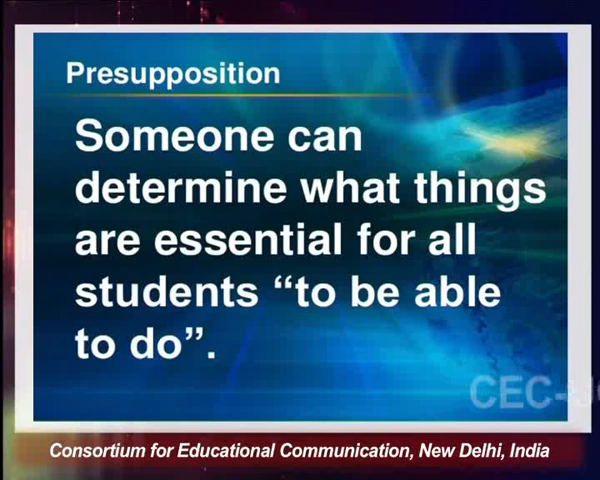 Presupposition
Someone can
determine what things
are essential for all
students “to be able
to do”.
CEC-
Consortium for Educational Communication, New Delhi, India